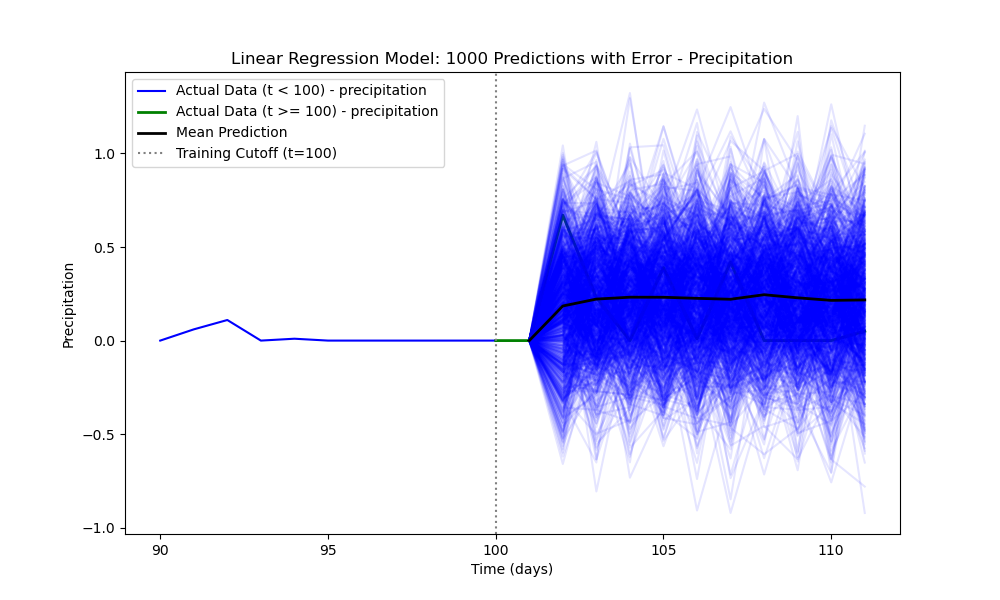 Linear Regression Model: 1000 Predictions with Error - Precipitation
Actual Data (t < 100) - precipitation
Actual Data (t >= 100) - precipitation
Mean Prediction
Training Cutoff (t=100)
1.0
0.5
0.0
−0.5
−1.0
Precipitation
90
95
100
105
110
Time (days)